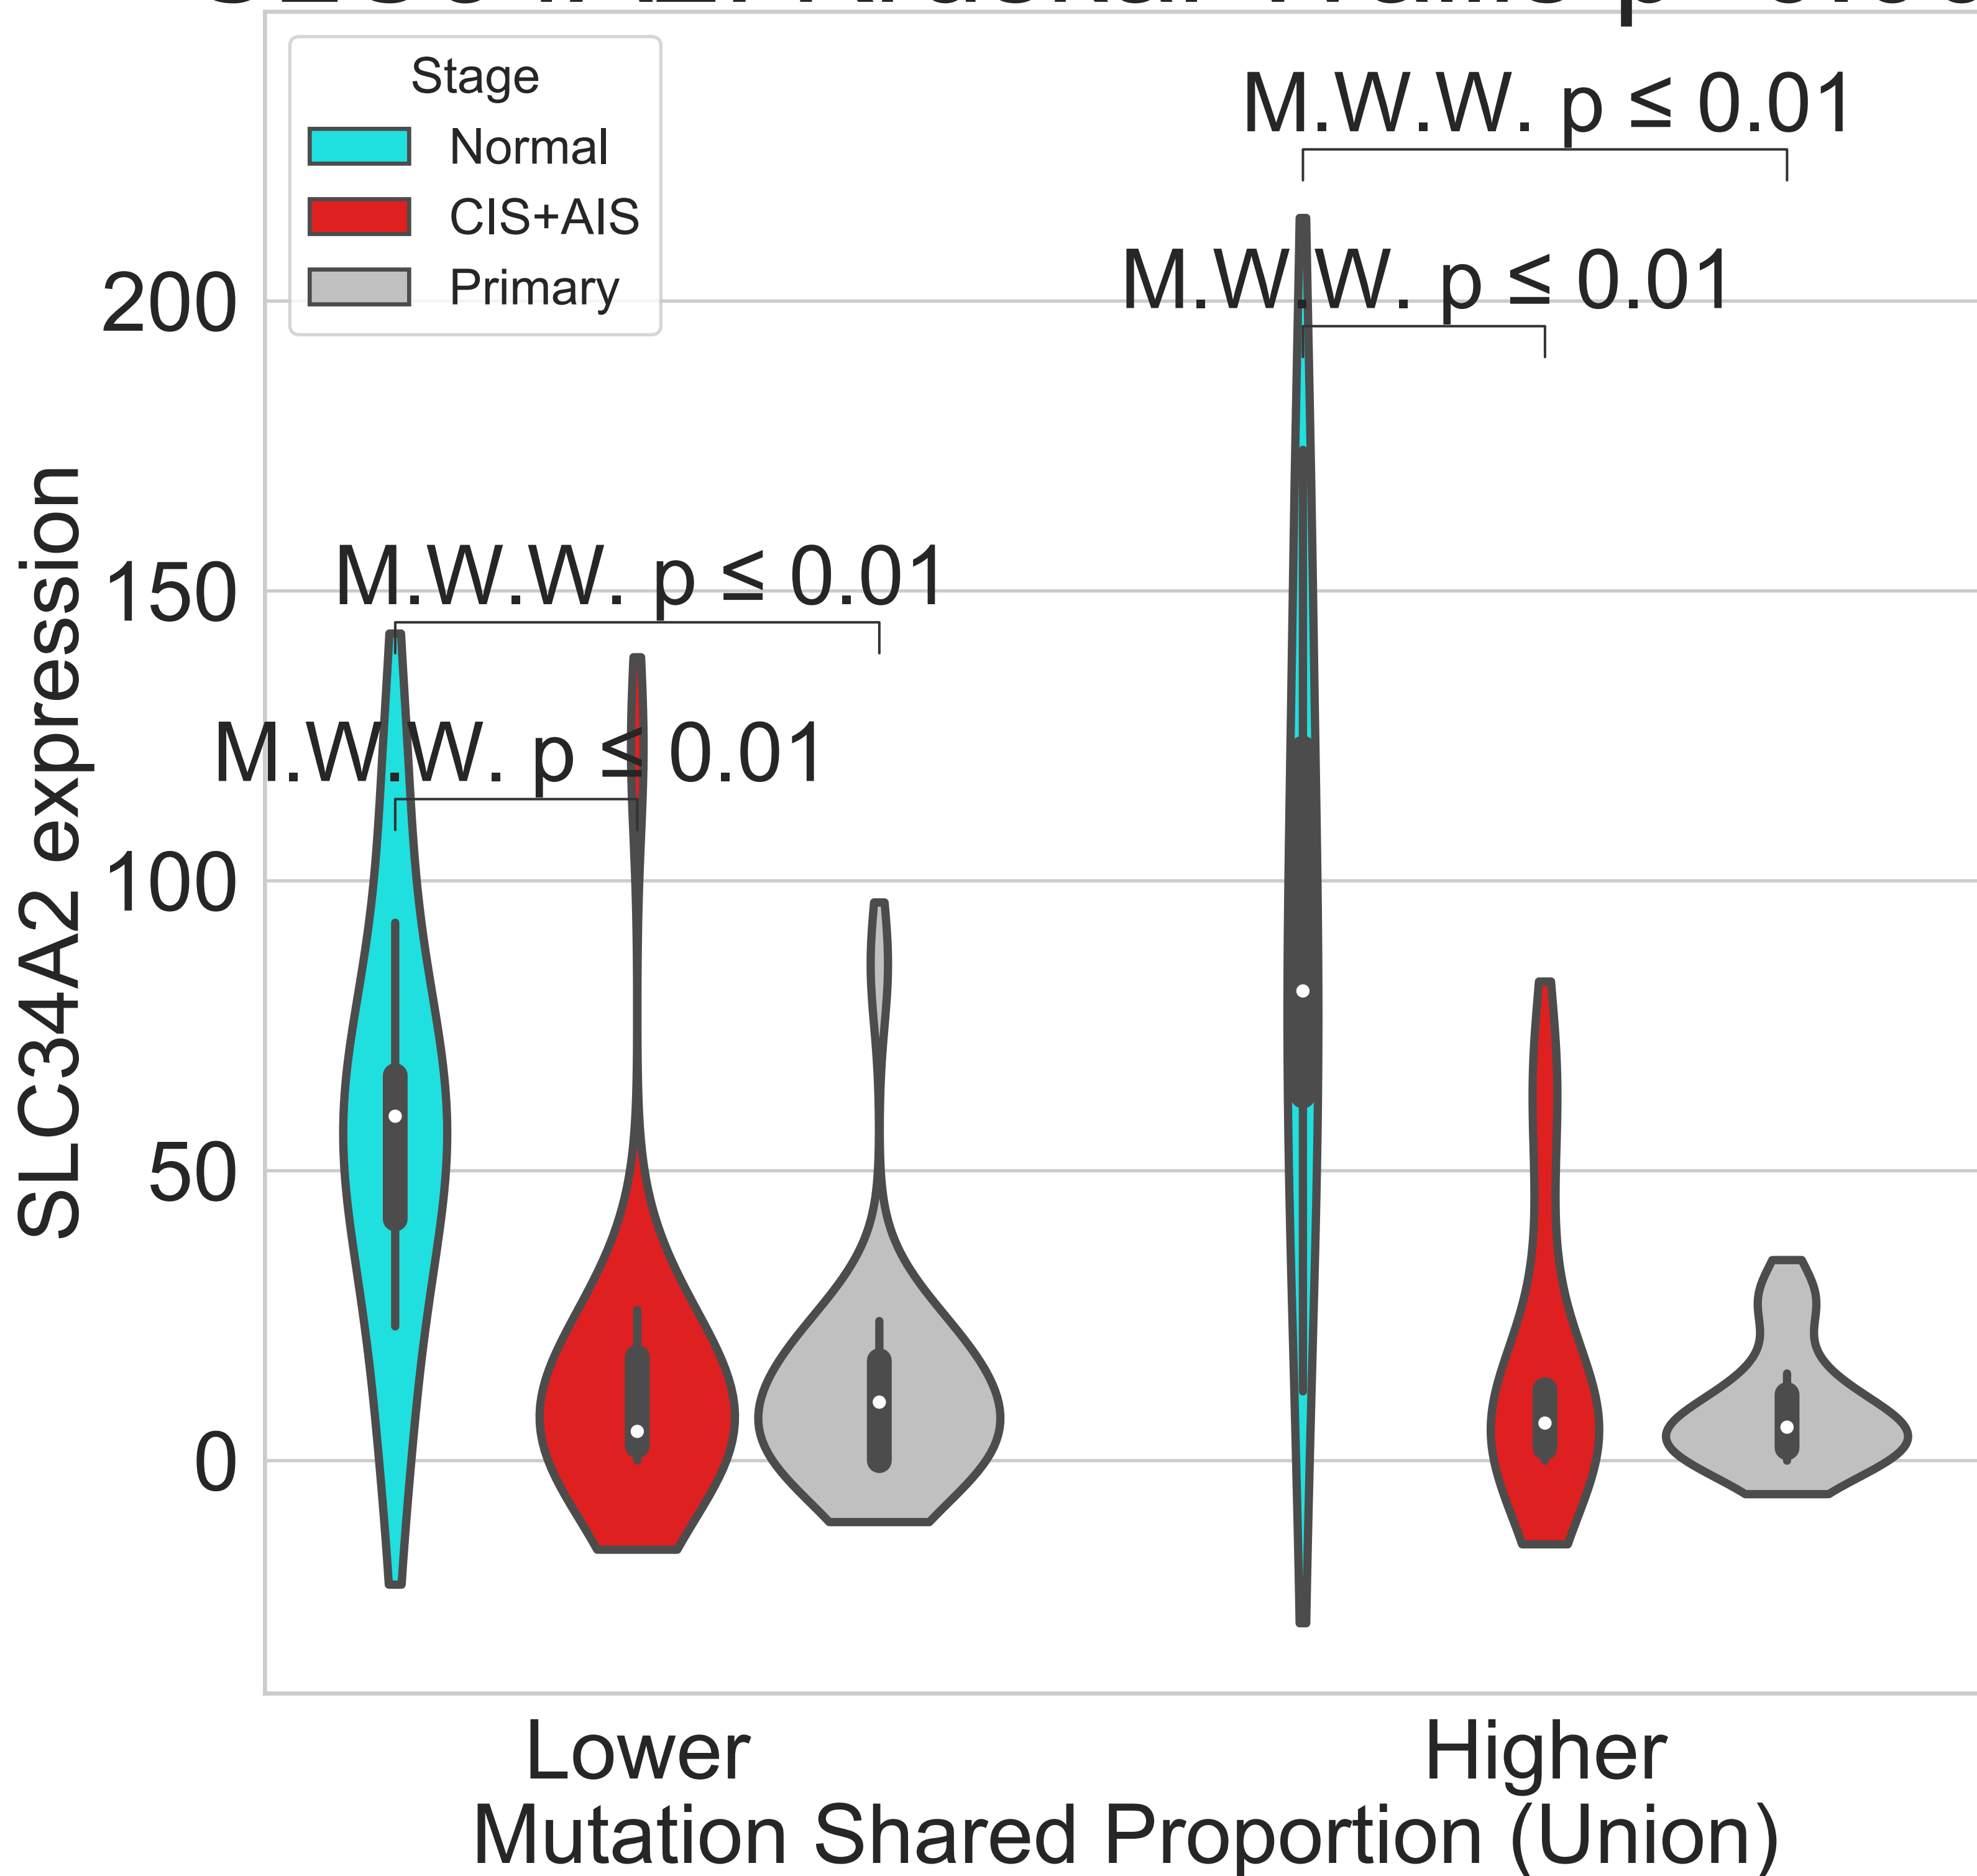 Stage
Normal
CIS+AIS
Primary
M.W.W. p ≤ 0.01
M.W.W. p ≤ 0.01
M.W.W. p ≤ 0.01
M.W.W. p ≤ 0.01
200
150
100
50
0
SLC34A2 expression
Lower
Higher
Mutation Shared Proportion (Union)